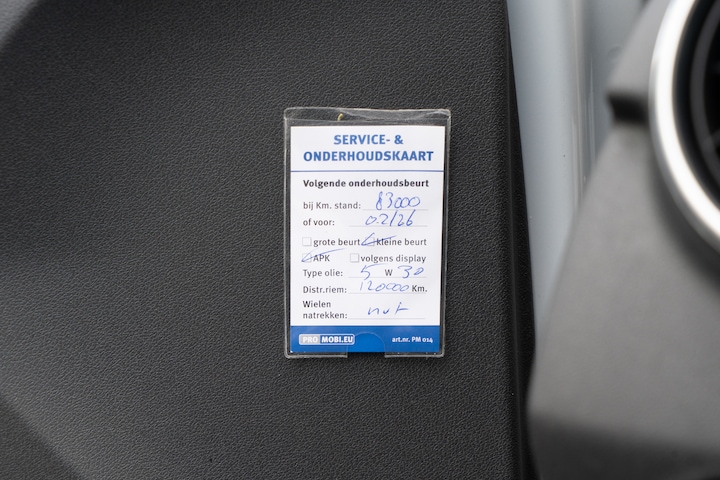 SERVICE- &
ONDERHOUDSKAART
Volgende onderhoudsbeurt
bij Km. stand: 83000
of voor: 02/26
grote beurt kleine beurt
APK volgens display
Type olie: 5 W 30
Distr.riem: 120000 Km.
Wielen
natrekken:
PRO MOBI.EU art.nr. PM 014